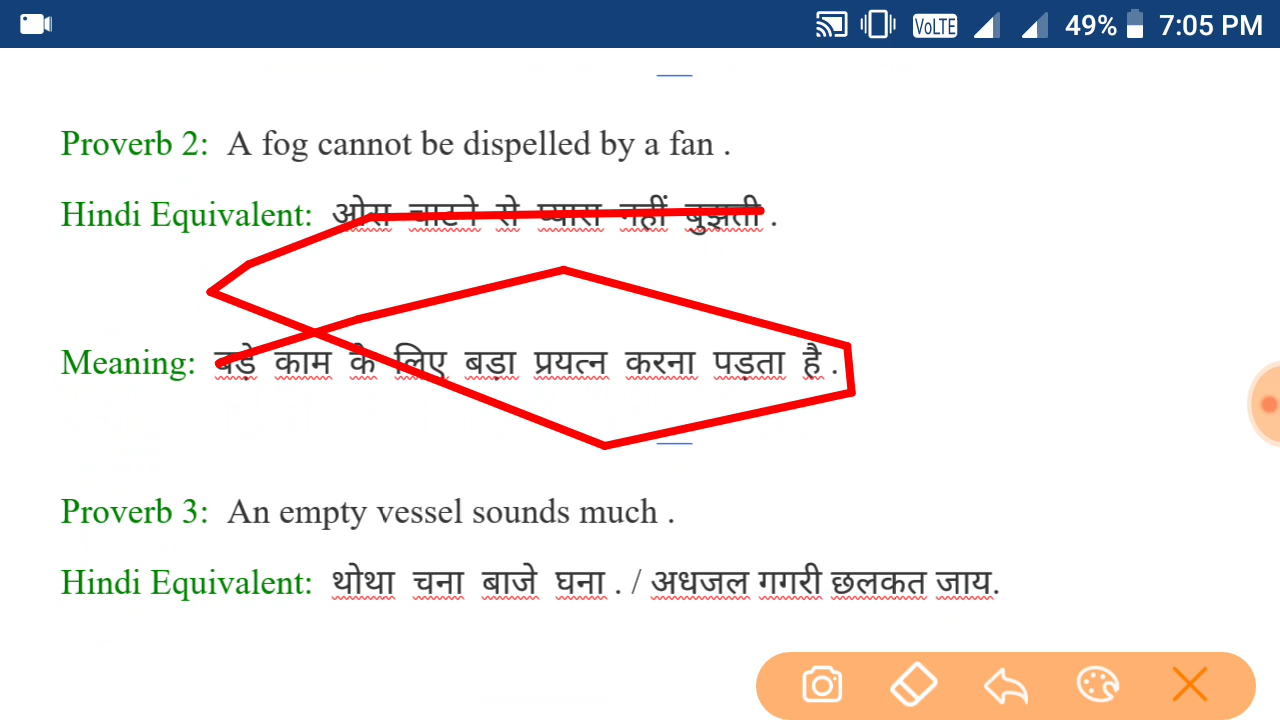 VoLTE 49% 7:05 PM
Proverb 2: A fog cannot be dispelled by a fan .
Hindi Equivalent: ओस चाटने से प्यास नहीं बुझती .
Meaning: बड़े काम के लिए बड़ा प्रयत्न करना पड़ता है .
Proverb 3: An empty vessel sounds much .
Hindi Equivalent: थोथा चना बाजे घना . / अधजल गगरी छलकत जाय.